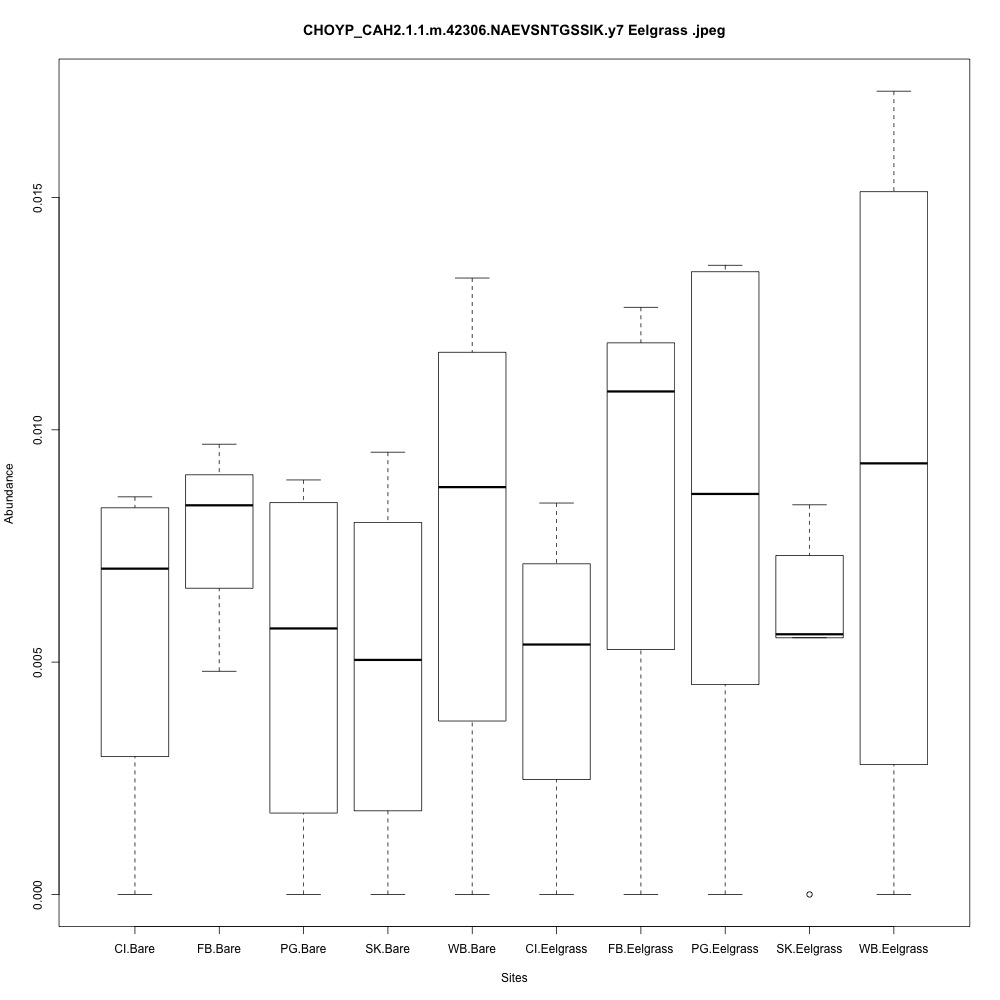 CHOYP_CAH2.1.1.m.42306.NAEVSNTGSSIK.y7 Eelgrass .jpeg
0.015
0.010
0.005
0.000
Abundance
CI.Bare FB.Bare PG.Bare SK.Bare WB.Bare CI.Eelgrass FB.Eelgrass PG.Eelgrass SK.Eelgrass WB.Eelgrass
Sites